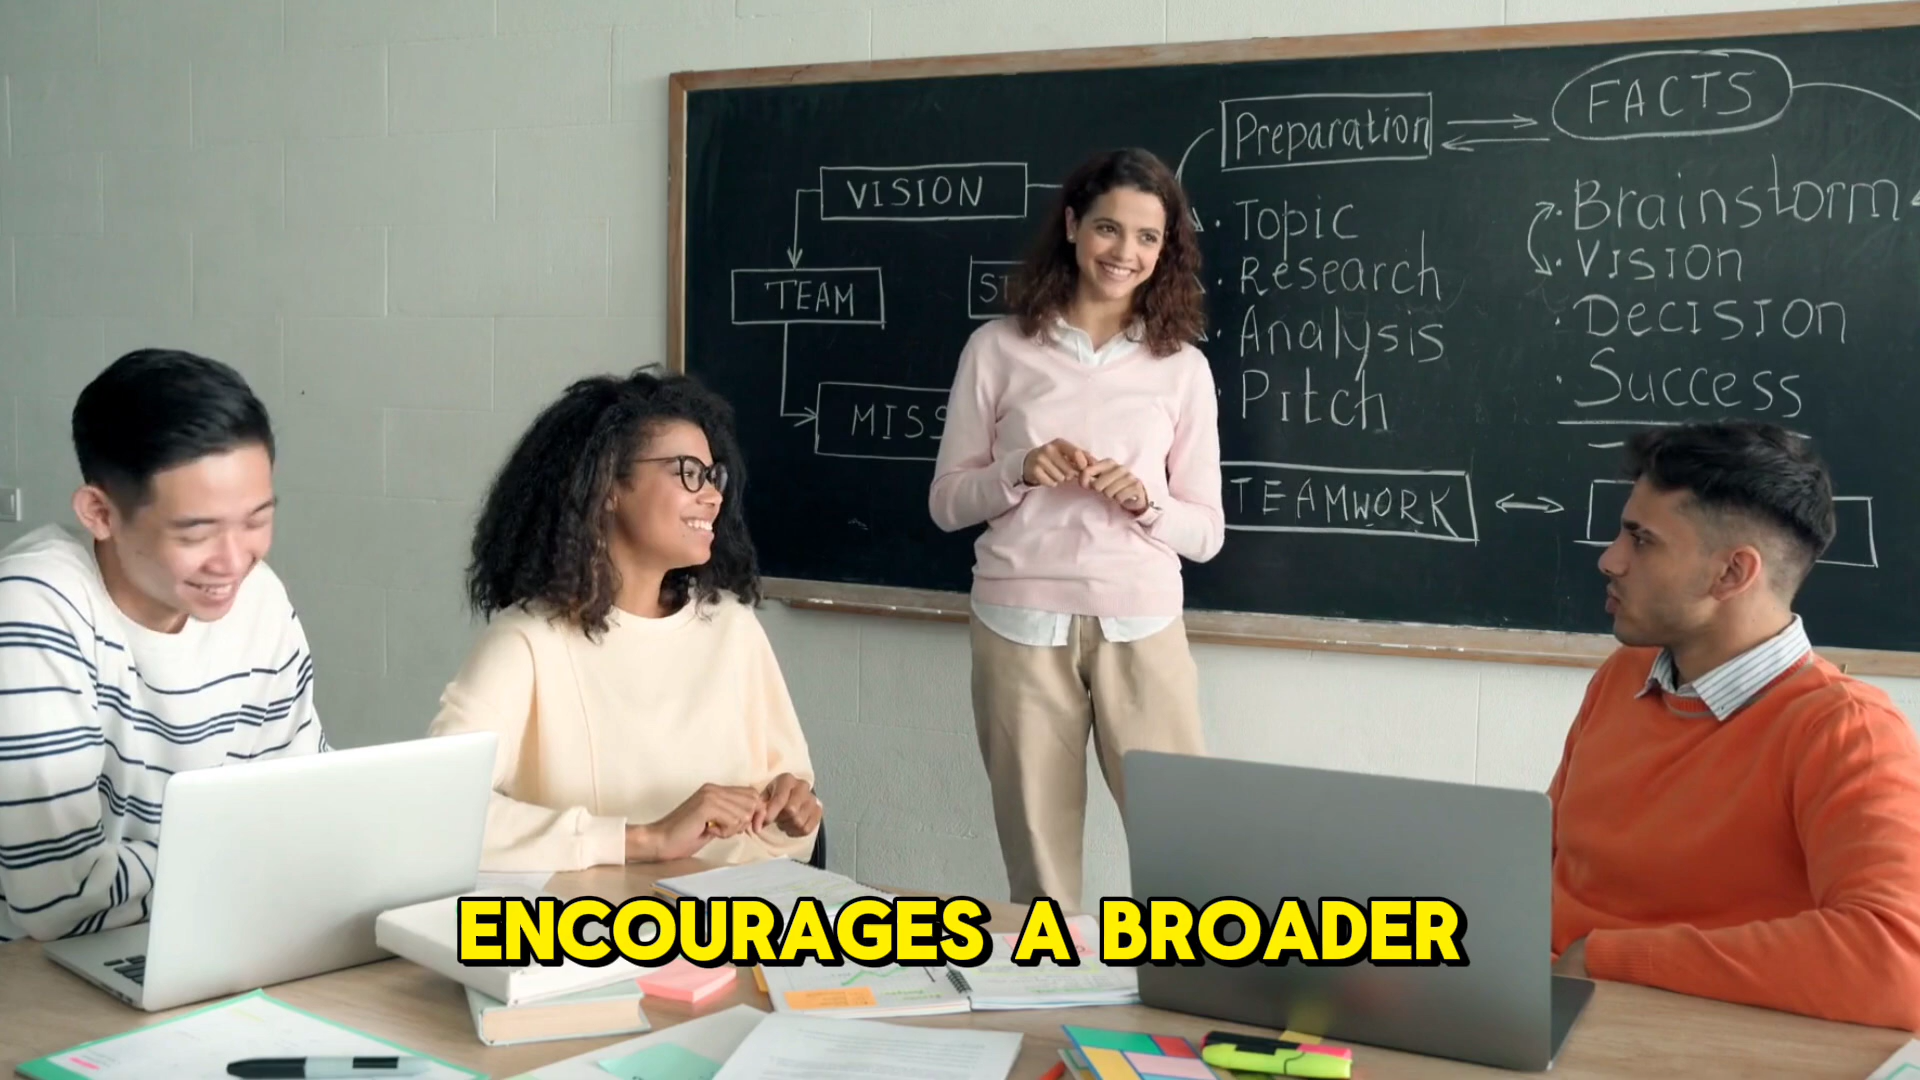 VISION
TEAM
Preparation
FACTS
· Topic
· Research
· Analysis
· Pitch
· Brainstorm
· Vision
· Decision
· Success
TEAMWORK
ENCOURAGES A BROADER